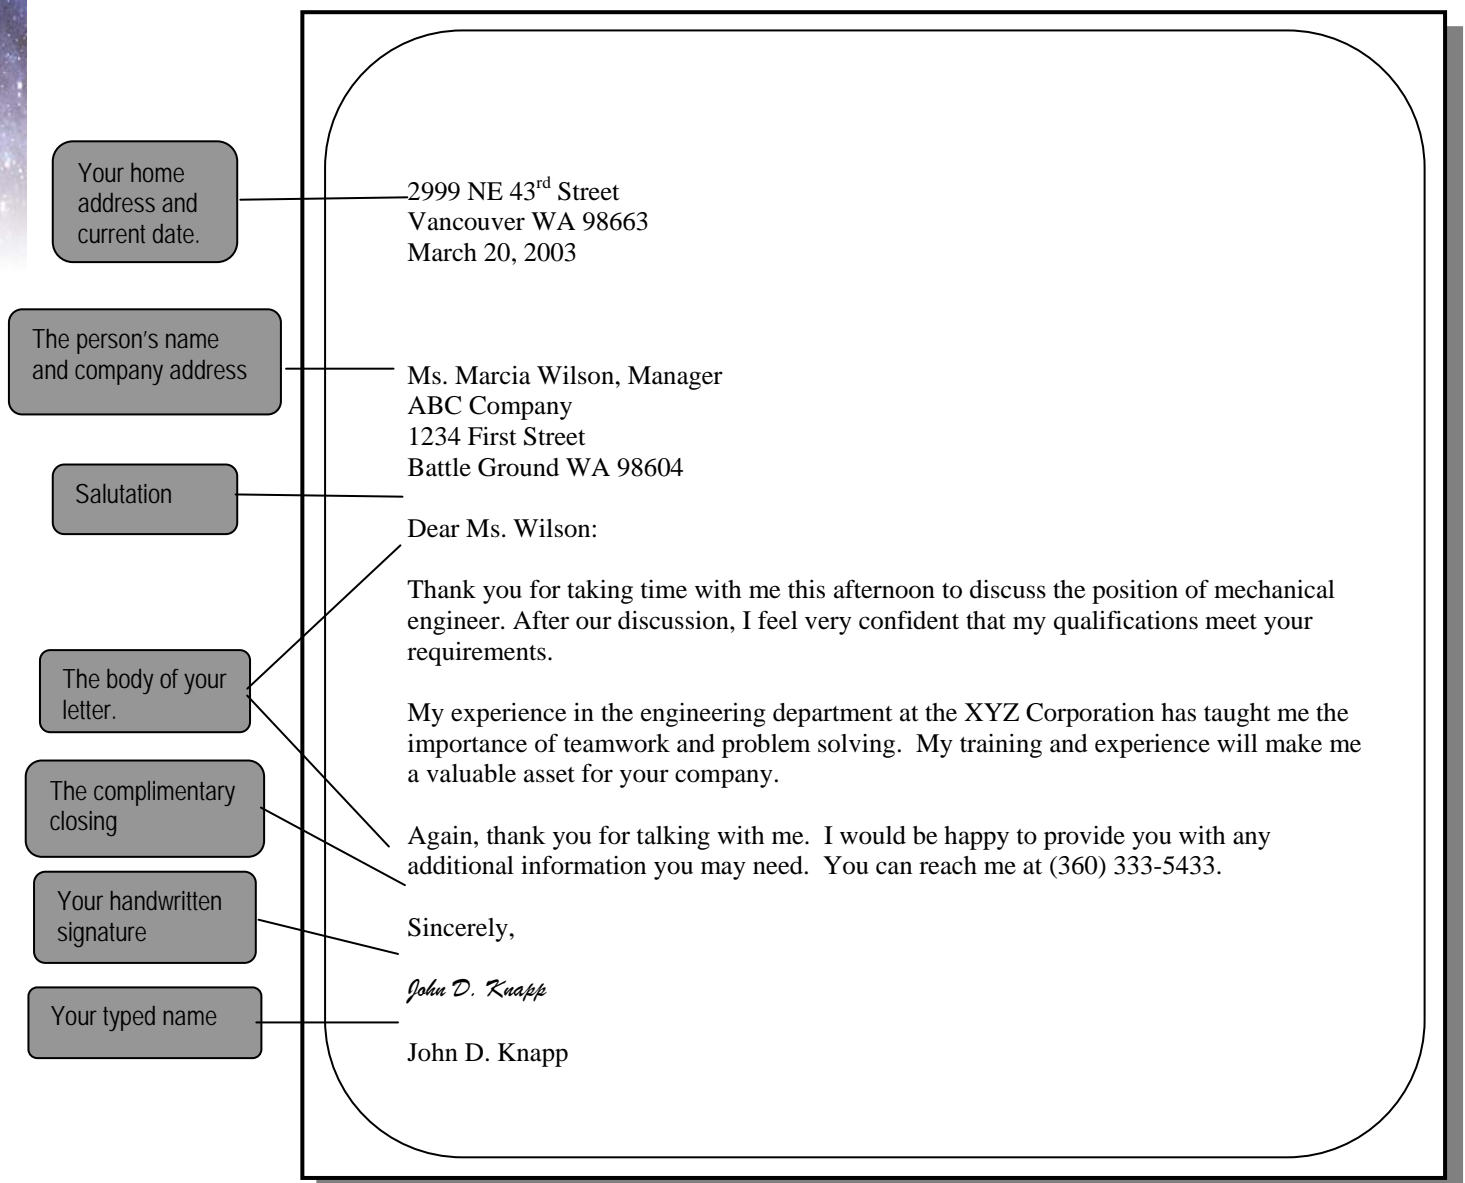 Your home
address and
current date.
2999 NE 43rd Street
Vancouver WA 98663
March 20, 2003
The person's name
and company address
Ms. Marcia Wilson, Manager
ABC Company
1234 First Street
Battle Ground WA 98604
Salutation
Dear Ms. Wilson:
Thank you for taking time with me this afternoon to discuss the position of mechanical
engineer. After our discussion, I feel very confident that my qualifications meet your
requirements.
The body of your
letter.
My experience in the engineering department at the XYZ Corporation has taught me the
importance of teamwork and problem solving.  My training and experience will make me
a valuable asset for your company.
The complimentary
closing
Again, thank you for talking with me.  I would be happy to provide you with any
additional information you may need.  You can reach me at (360) 333-5433.
Your handwritten
signature
Sincerely,
John D. Knapp
Your typed name
John D. Knapp